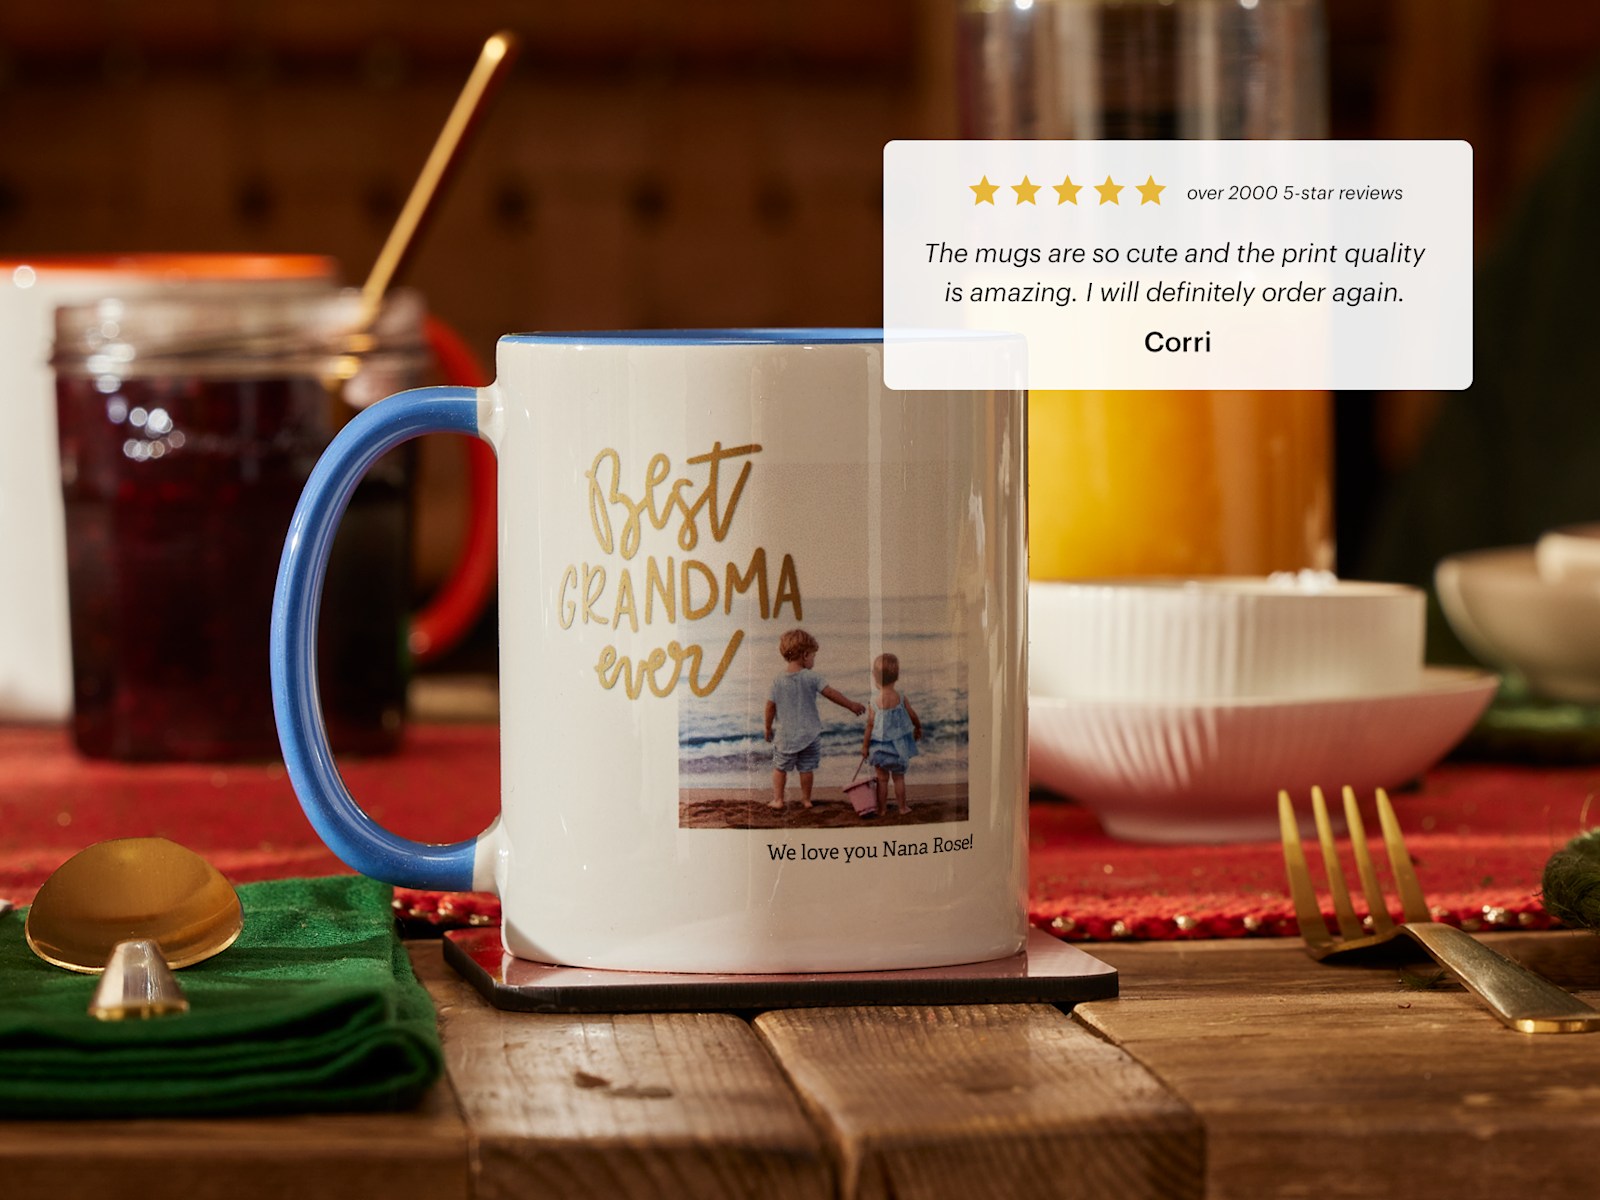 over 2000 5-star reviews
The mugs are so cute and the print quality
is amazing. I will definitely order again.
Corri
Best
GRANDMA
ever
We love you Nana Rose!